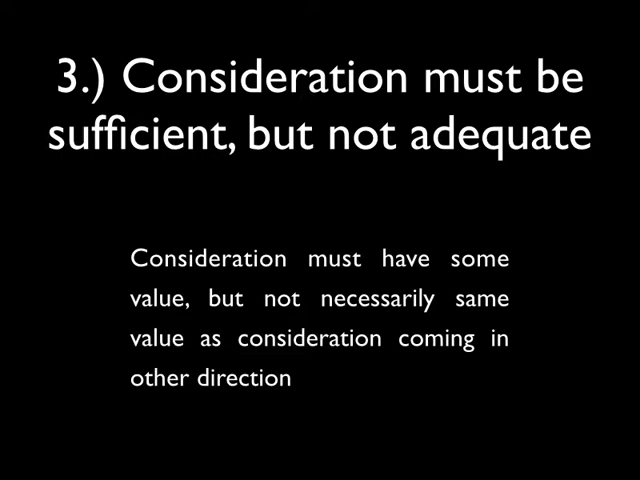 3.) Consideration must be
sufficient, but not adequate
Consideration must have some
value, but not necessarily same
value as consideration coming in
other direction